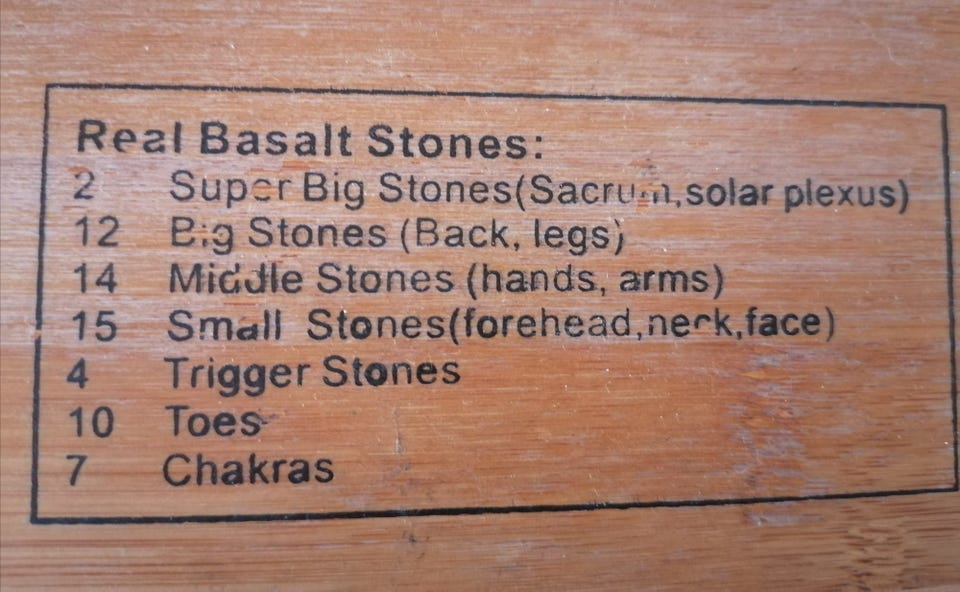 Real Basalt Stones:
2 Super Big Stones(Sacrum,solar plexus)
12 Big Stones (Back, legs)
14 Middle Stones (hands, arms)
15 Small Stones(forehead,neck,face)
4 Trigger Stones
10 Toes
7 Chakras